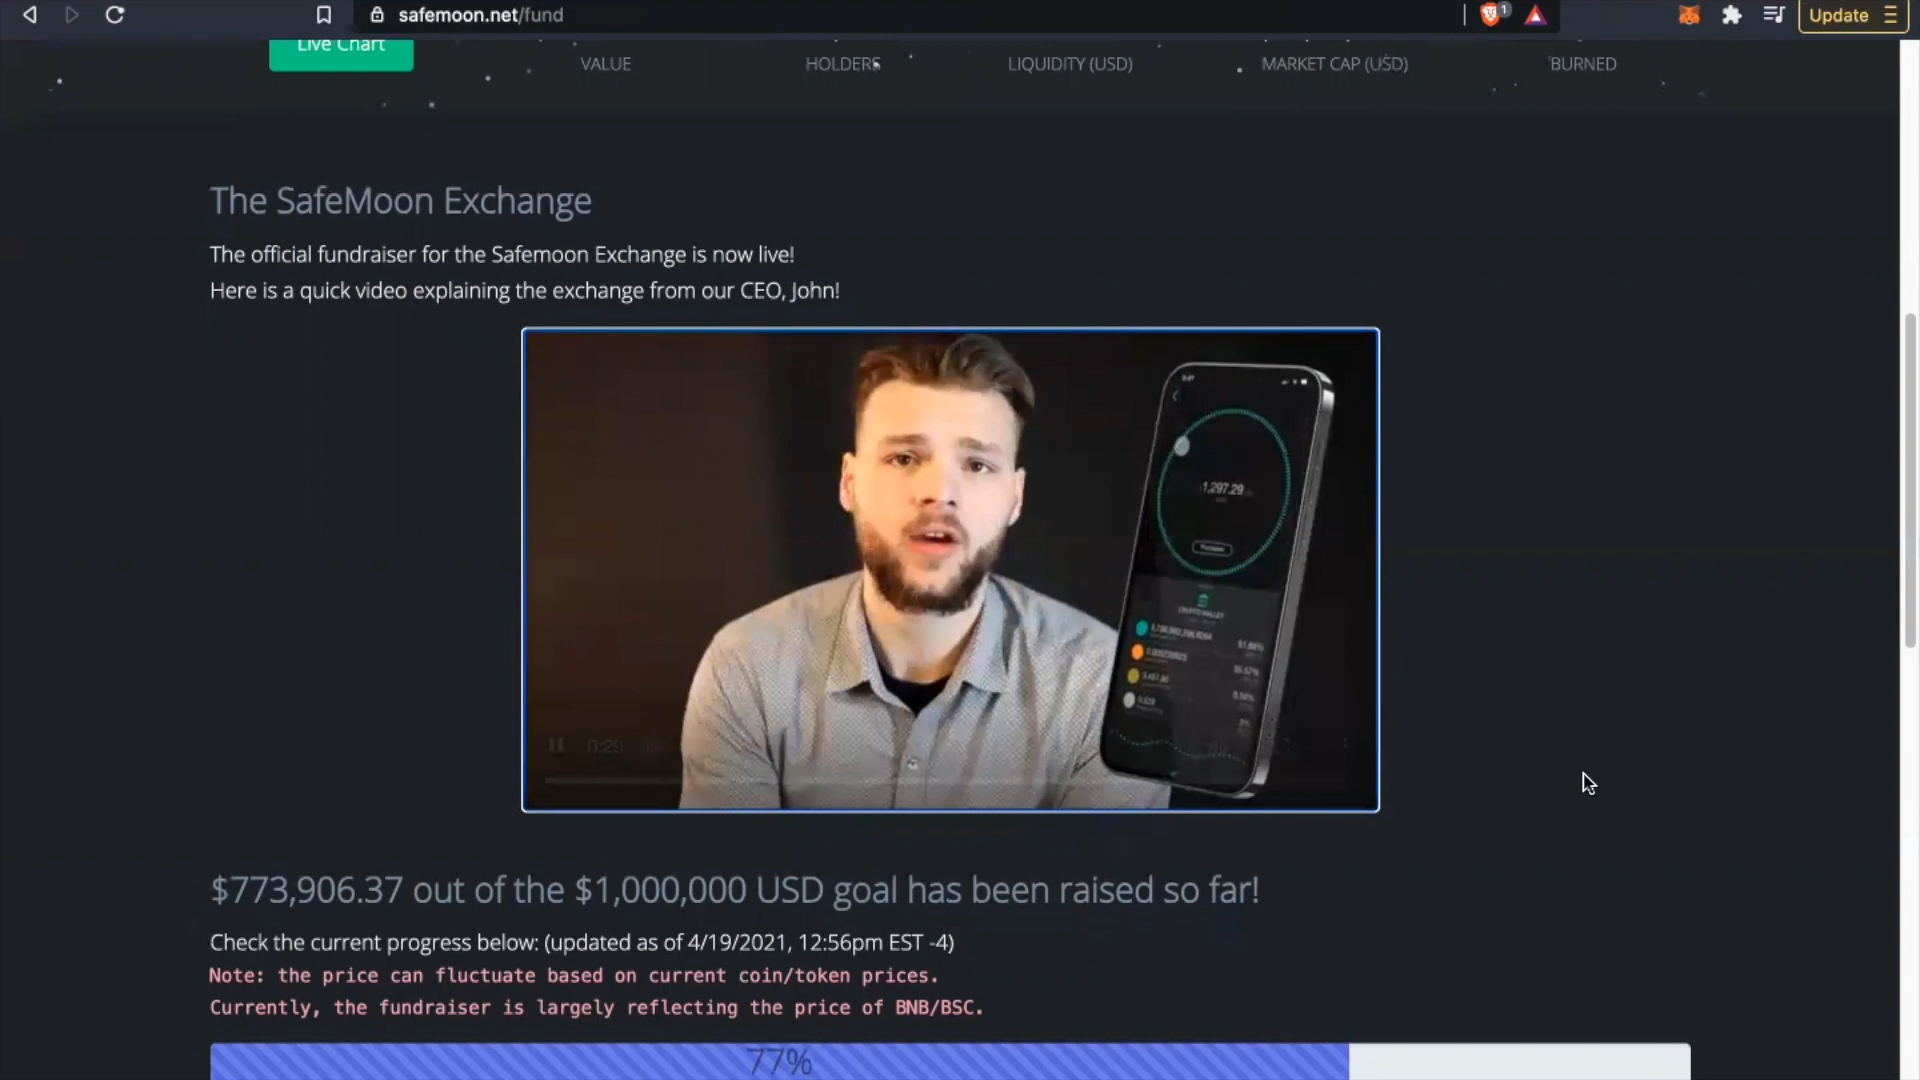 safemoon.net/fund
1
Update
Live Chart
VALUE
HOLDERS
LIQUIDITY (USD)
MARKET CAP (USD)
BURNED
The SafeMoon Exchange
The official fundraiser for the Safemoon Exchange is now live!
Here is a quick video explaining the exchange from our CEO, John!
1,297.29
CRYPTO WALLET
0:29
$773,906.37 out of the $1,000,000 USD goal has been raised so far!
Check the current progress below: (updated as of 4/19/2021, 12:56pm EST -4)
Note: the price can fluctuate based on current coin/token prices.
Currently, the fundraiser is largely reflecting the price of BNB/BSC.
77%